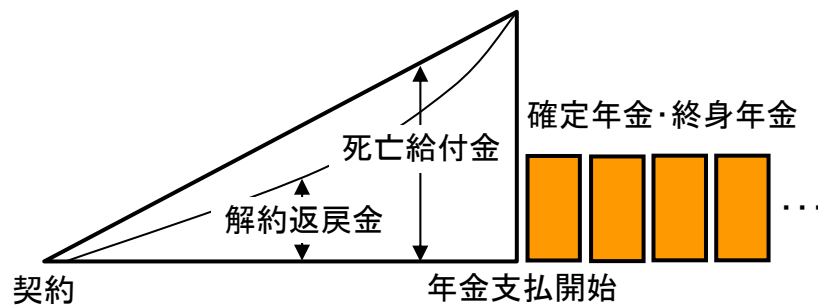 確定年金・終身年金
死亡給付金
解約返戻金
…
契約
年金支払開始